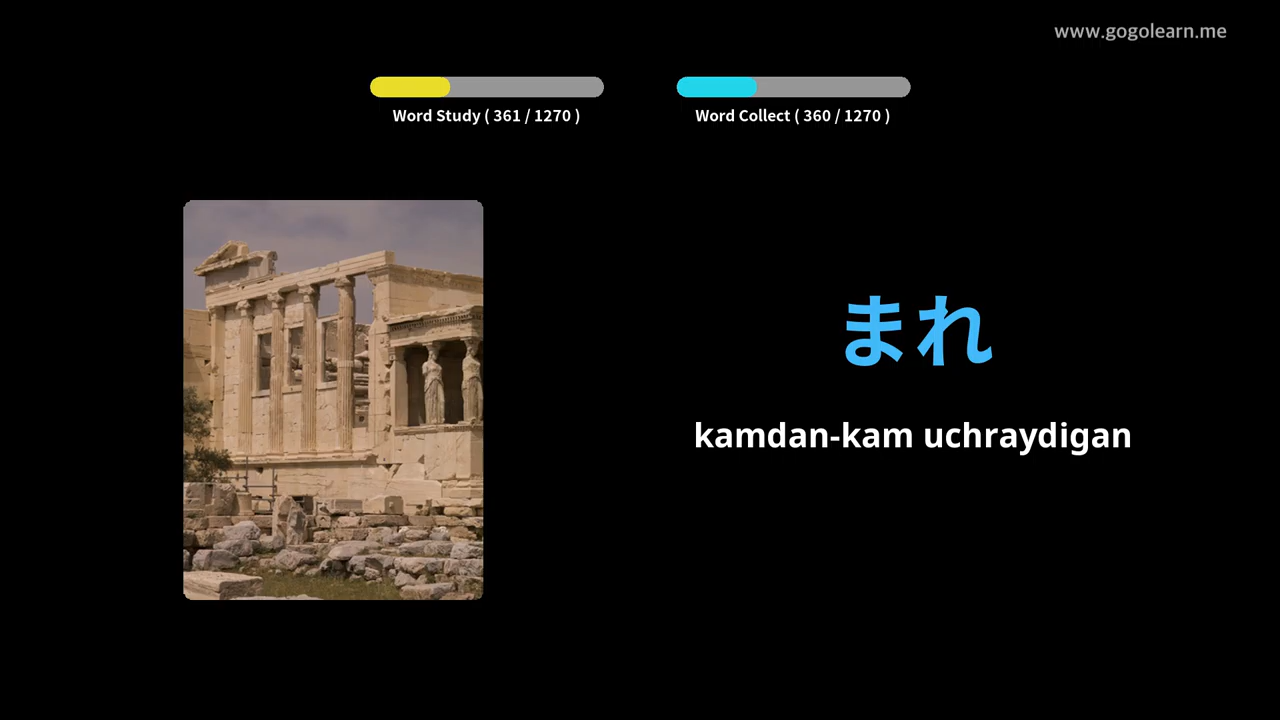 www.gogolearn.me
Word Study ( 361 / 1270 )
Word Collect ( 360 / 1270 )
まれ
kamdan-kam uchraydigan